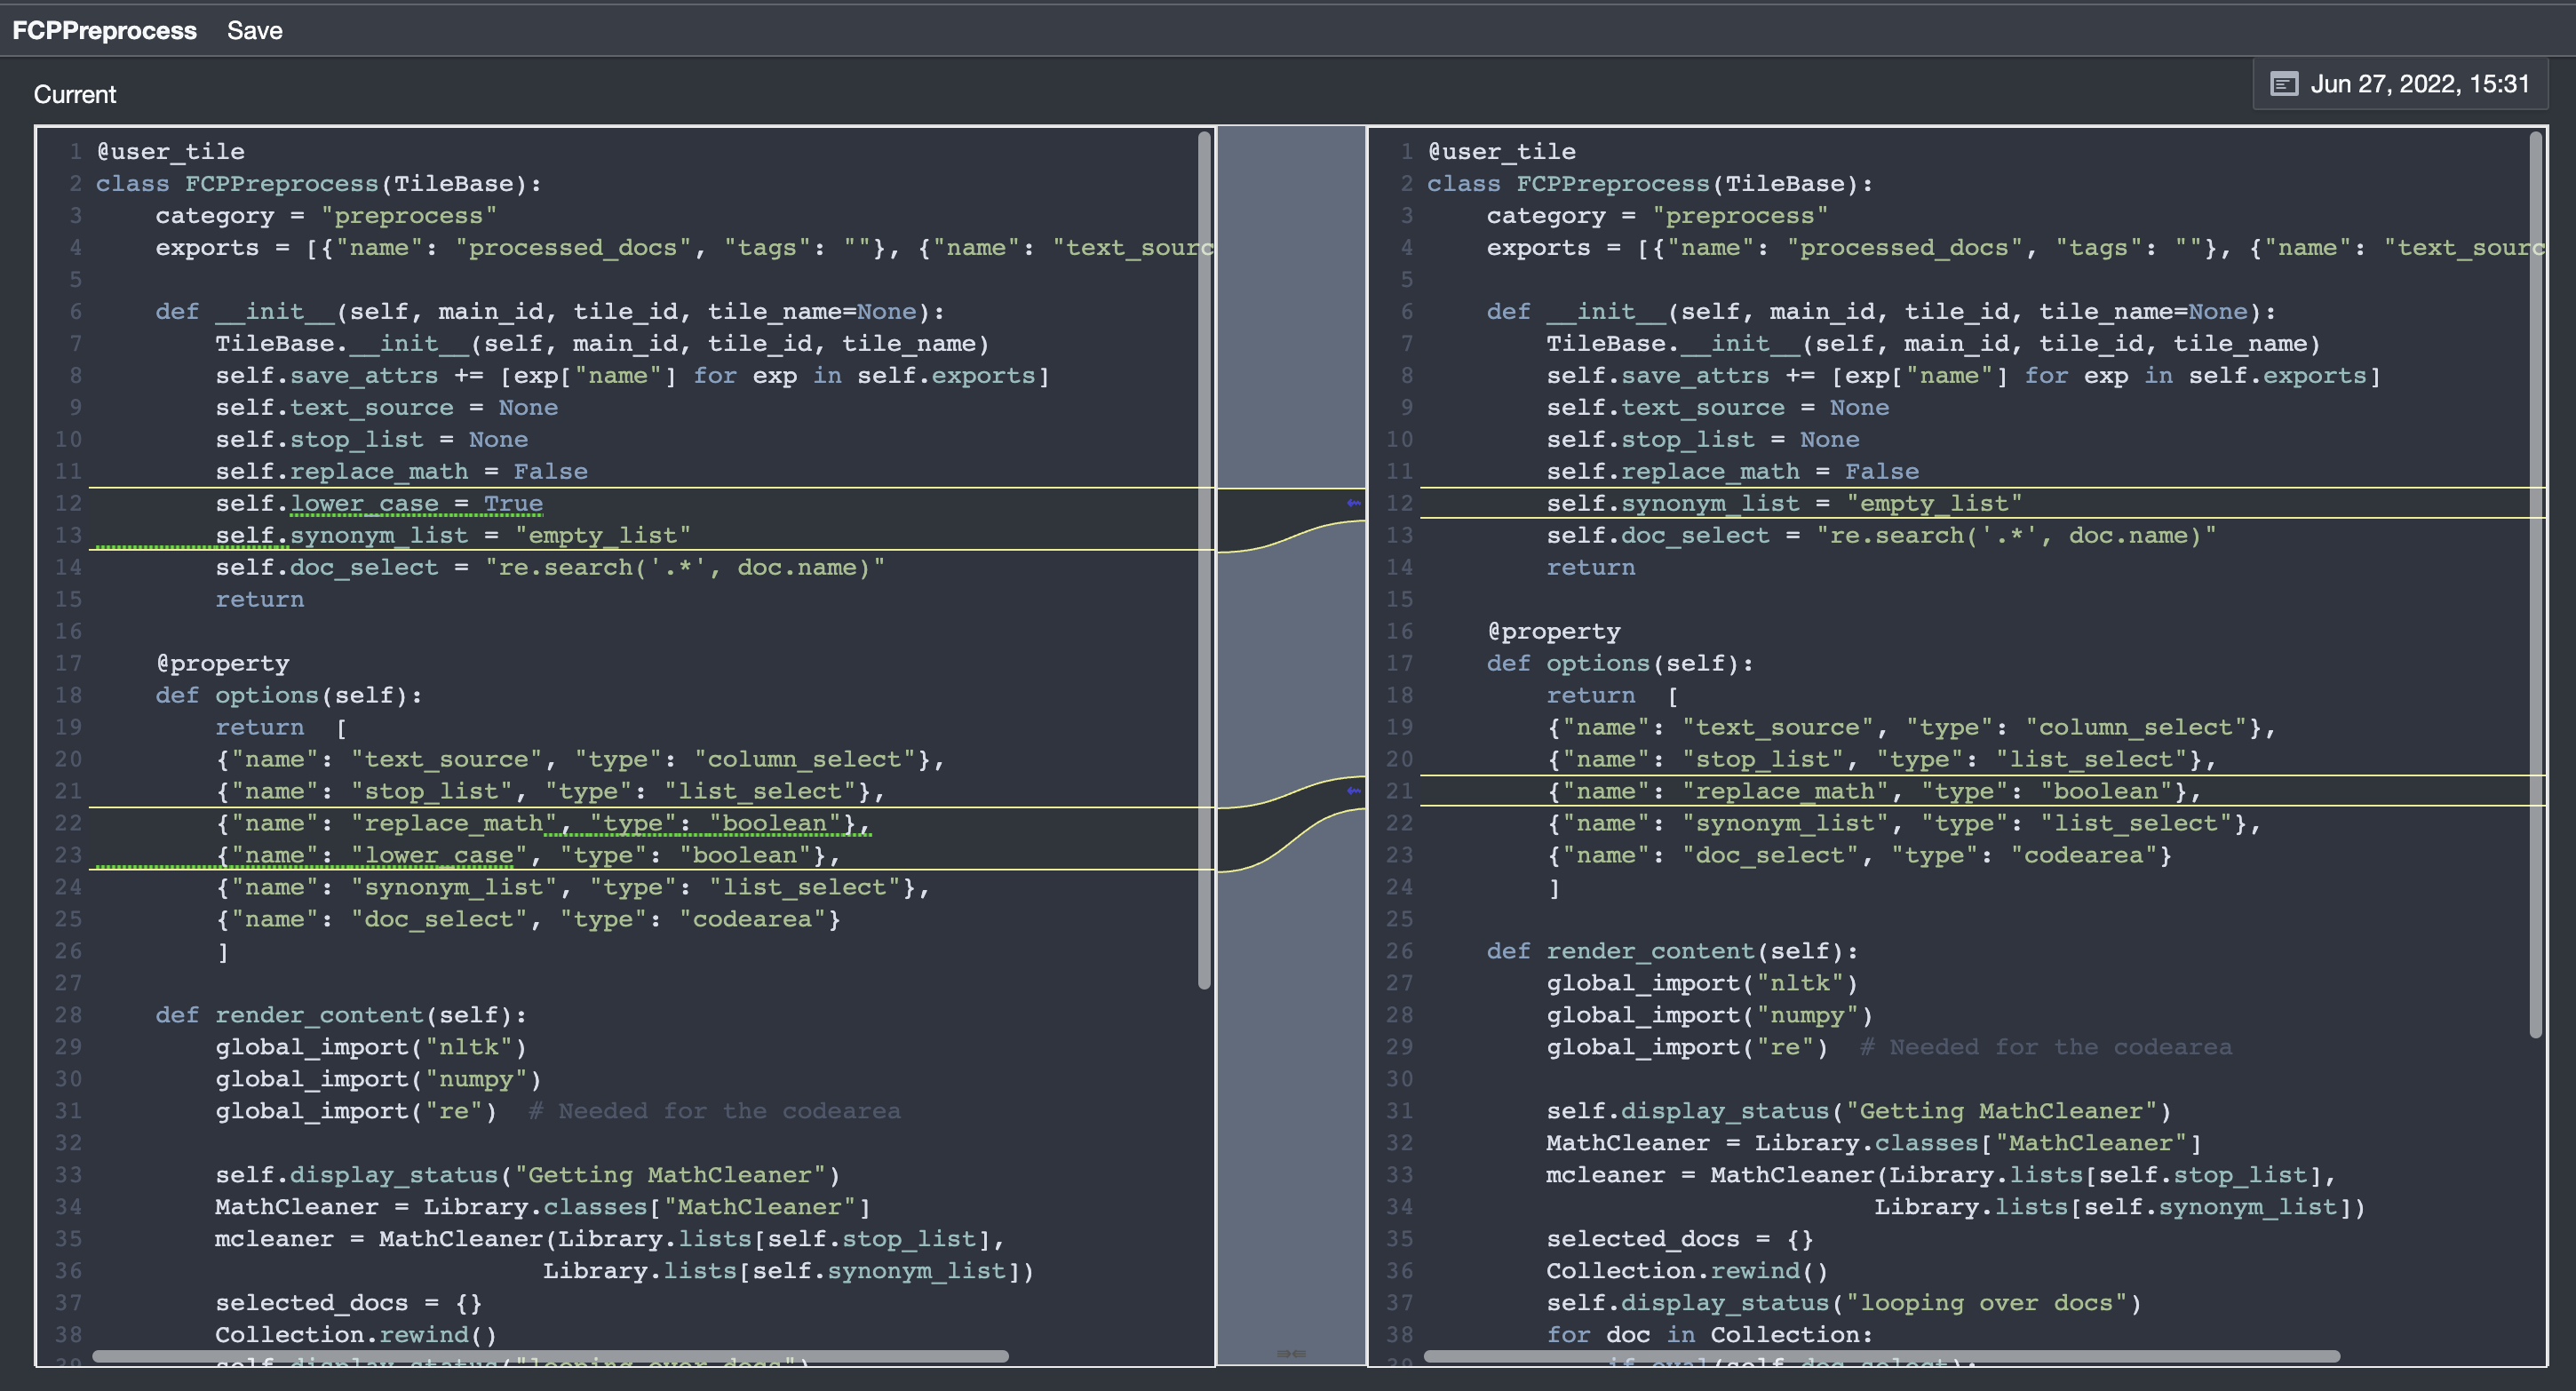 FCPPreprocess Save
Current
Jun 27, 2022, 15:31
1 @user_tile
2 class FCPPreprocess(TileBase):
3     category = "preprocess"
4     exports = [{"name": "processed_docs", "tags": ""}, {"name": "text_sourc
5
6     def __init__(self, main_id, tile_id, tile_name=None):
7         TileBase.__init__(self, main_id, tile_id, tile_name)
8         self.save_attrs += [exp["name"] for exp in self.exports]
9         self.text_source = None
10         self.stop_list = None
11         self.replace_math = False
12         self.lower_case = True
13         self.synonym_list = "empty_list"
14         self.doc_select = "re.search('.*', doc.name)"
15         return
16
17     @property
18     def options(self):
19         return  [
20         {"name": "text_source", "type": "column_select"},
21         {"name": "stop_list", "type": "list_select"},
22         {"name": "replace_math", "type": "boolean"},
23         {"name": "lower_case", "type": "boolean"},
24         {"name": "synonym_list", "type": "list_select"},
25         {"name": "doc_select", "type": "codearea"}
26         ]
27
28     def render_content(self):
29         global_import("nltk")
30         global_import("numpy")
31         global_import("re")  # Needed for the codearea
32
33         self.display_status("Getting MathCleaner")
34         MathCleaner = Library.classes["MathCleaner"]
35         mcleaner = MathCleaner(Library.lists[self.stop_list],
36                               Library.lists[self.synonym_list])
37         selected_docs = {}
38         Collection.rewind()
39         self.display_status("looping over docs")
1 @user_tile
2 class FCPPreprocess(TileBase):
3     category = "preprocess"
4     exports = [{"name": "processed_docs", "tags": ""}, {"name": "text_sourc
5
6     def __init__(self, main_id, tile_id, tile_name=None):
7         TileBase.__init__(self, main_id, tile_id, tile_name)
8         self.save_attrs += [exp["name"] for exp in self.exports]
9         self.text_source = None
10         self.stop_list = None
11         self.replace_math = False
12         self.synonym_list = "empty_list"
13         self.doc_select = "re.search('.*', doc.name)"
14         return
15
16     @property
17     def options(self):
18         return  [
19         {"name": "text_source", "type": "column_select"},
20         {"name": "stop_list", "type": "list_select"},
21         {"name": "replace_math", "type": "boolean"},
22         {"name": "synonym_list", "type": "list_select"},
23         {"name": "doc_select", "type": "codearea"}
24         ]
25
26     def render_content(self):
27         global_import("nltk")
28         global_import("numpy")
29         global_import("re")  # Needed for the codearea
30
31         self.display_status("Getting MathCleaner")
32         MathCleaner = Library.classes["MathCleaner"]
33         mcleaner = MathCleaner(Library.lists[self.stop_list],
34                               Library.lists[self.synonym_list])
35         selected_docs = {}
36         Collection.rewind()
37         self.display_status("looping over docs")
38         for doc in Collection:
39             if eval(self.doc_select):